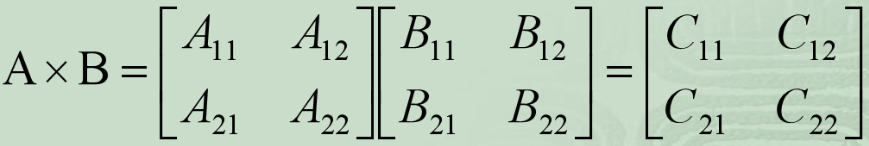 A × B = [A₁₁ A₁₂ A₂₁ A₂₂] [B₁₁ B₁₂ B₂₁ B₂₂] = [C₁₁ C₁₂ C₂₁ C₂₂]